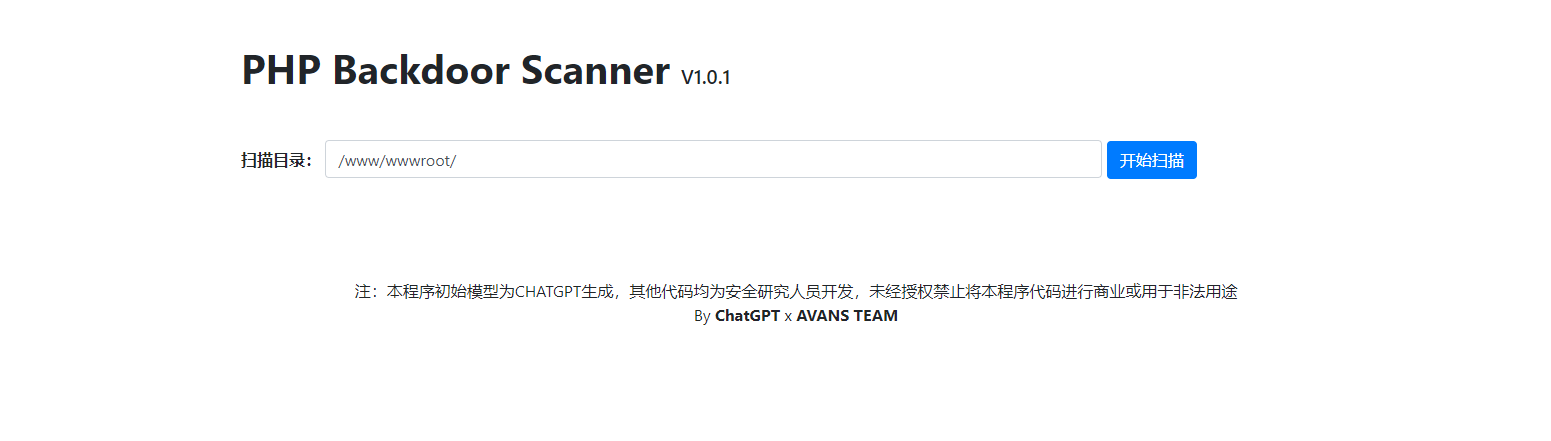 PHP Backdoor Scanner V1.0.1
扫描目录： /www/wwwroot/ 开始扫描
注：本程序初始模型为CHATGPT生成，其他代码均为安全研究人员开发，未经授权禁止将本程序代码进行商业或用于非法用途
By ChatGPT x AVANS TEAM